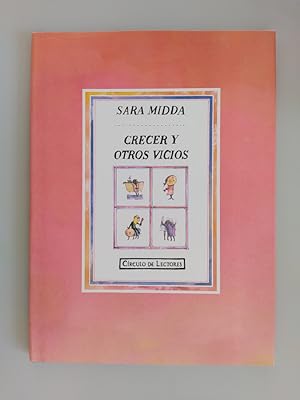 SARA MIDDA
CRECER Y
OTROS VICIOS
CÍRCULO DE LECTORES